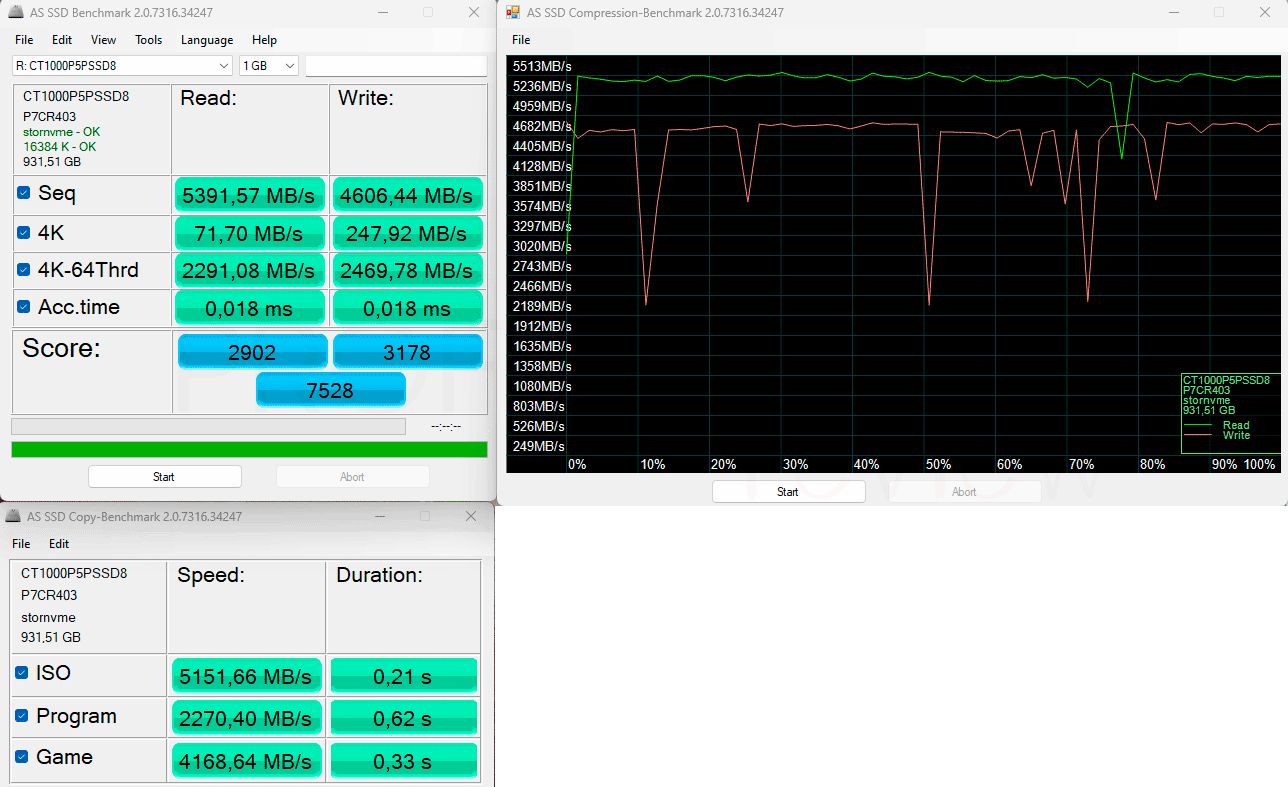 AS SSD Benchmark 2.0.7316.34247
File Edit View Tools Language Help
R: CT1000P5PSSD8 1 GB
CT1000P5PSSD8
P7CR403
stornvme - OK
16384 K - OK
931,51 GB
Read: Write:
Seq 5391,57 MB/s 4606,44 MB/s
4K 71,70 MB/s 247,92 MB/s
4K-64Thrd 2291,08 MB/s 2469,78 MB/s
Acc.time 0,018 ms 0,018 ms
Score: 2902 3178
7528
--:--:--
Start Abort
AS SSD Compression-Benchmark 2.0.7316.34247
File
5513MB/s
5236MB/s
4959MB/s
4682MB/s
4405MB/s
4128MB/s
3851MB/s
3574MB/s
3297MB/s
3020MB/s
2743MB/s
2466MB/s
2189MB/s
1912MB/s
1635MB/s
1358MB/s
1080MB/s
803MB/s
526MB/s
249MB/s
0% 10% 20% 30% 40% 50% 60% 70% 80% 90% 100%
CT1000P5PSSD8
P7CR403
stornvme
931,51 GB
Read
Write
Start Abort
AS SSD Copy-Benchmark 2.0.7316.34247
File Edit
CT1000P5PSSD8
P7CR403
stornvme
931,51 GB
Speed: Duration:
ISO 5151,66 MB/s 0,21 s
Program 2270,40 MB/s 0,62 s
Game 4168,64 MB/s 0,33 s